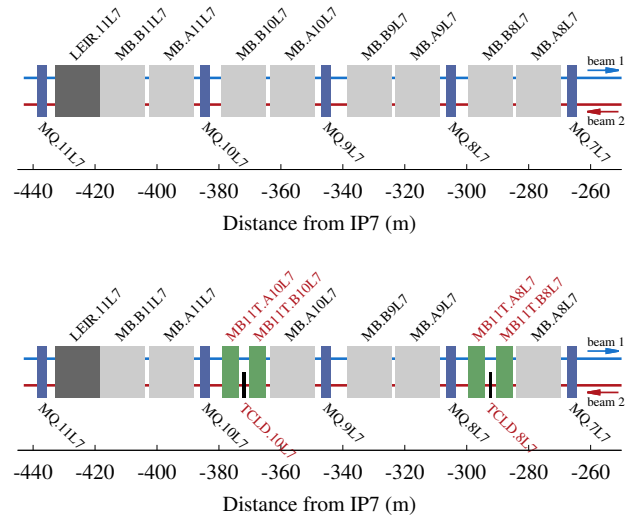 LEIR.11L7 MB.B11L7 MB.A11L7 MB.B10L7 MB.A10L7 MB.B9L7 MB.A9L7 MB.B8L7 MB.A8L7
beam 1
beam 2
MQ.11L7 MQ.10L7 MQ.9L7 MQ.8L7 MQ.7L7
-440 -420 -400 -380 -360 -340 -320 -300 -280 -260
Distance from IP7 (m)
LEIR.11L7 MB.B11L7 MB.A11L7 MB11T.A10L7 MB11T.B10L7 MB.A10L7 MB.B9L7 MB.A9L7 MB11T.A8L7 MB11T.B8L7 MB.A8L7
beam 1
beam 2
MQ.11L7 MQ.10L7 TCLD.10L7 MQ.9L7 MQ.8L7 TCLD.8L7 MQ.7L7
-440 -420 -400 -380 -360 -340 -320 -300 -280 -260
Distance from IP7 (m)